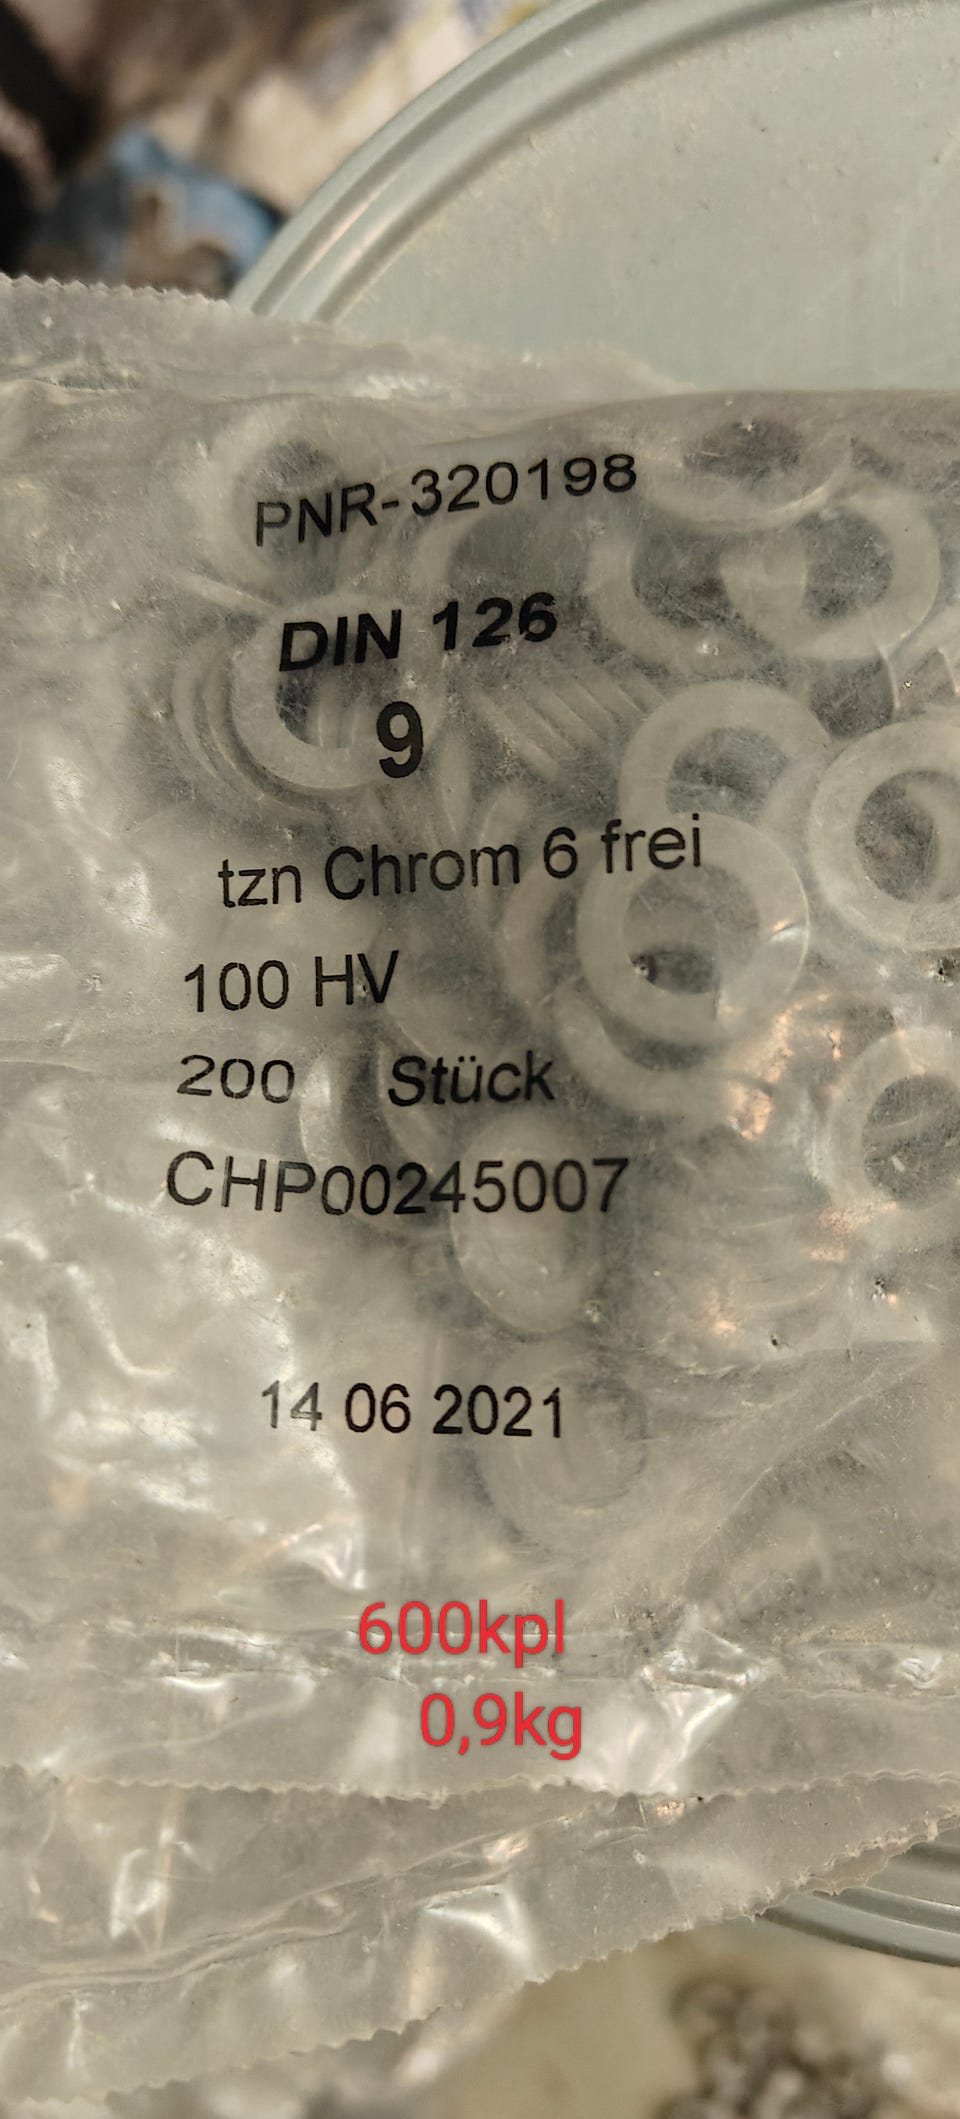 PNR-320198
DIN 126
9
tzn Chrom 6 frei
100 HV
200 Stück
CHP00245007
14 06 2021
600kpl
0,9kg